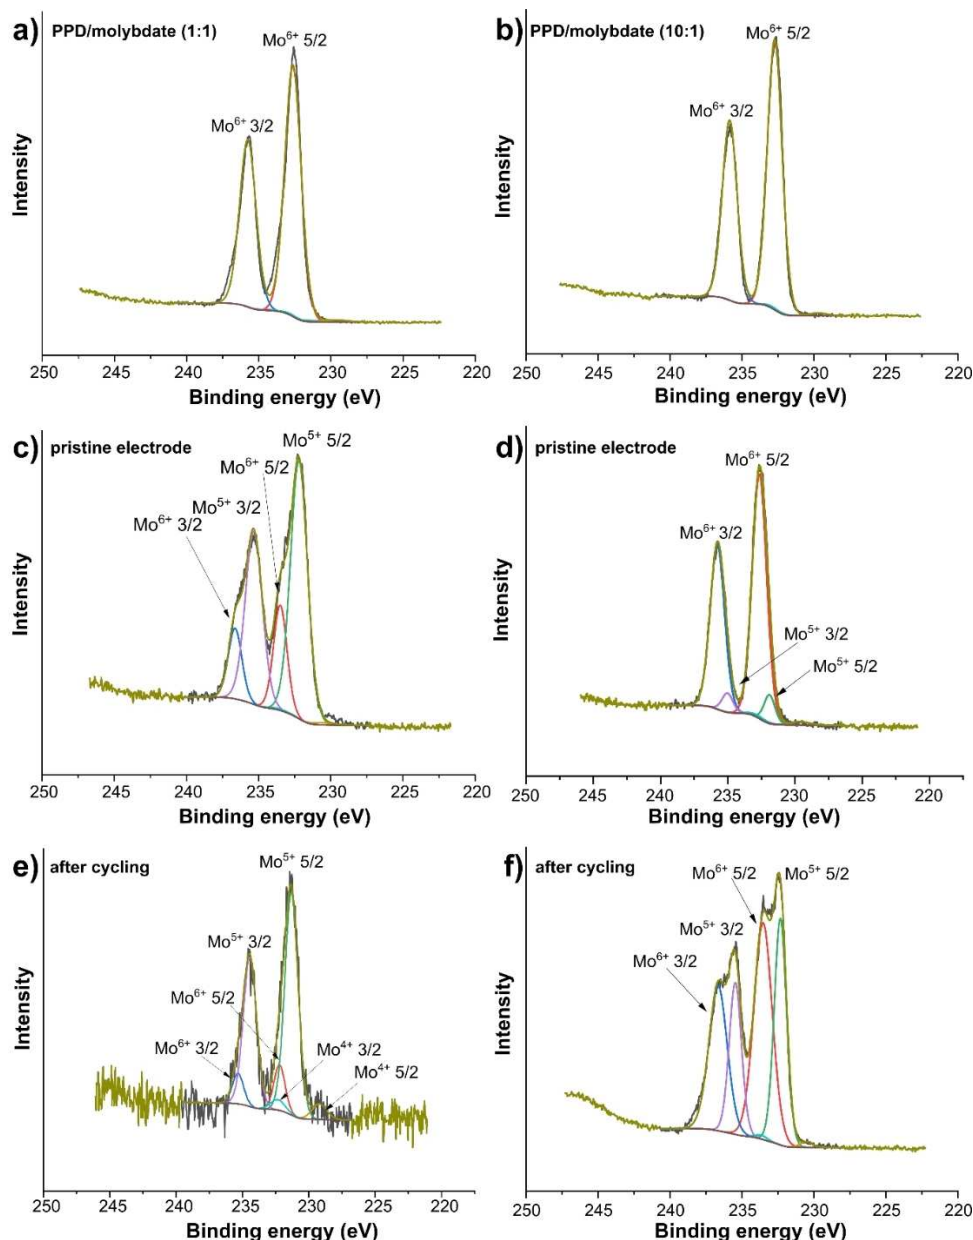 a) PPD/molybdate (1:1)
Mo⁶⁺ 5/2
Mo⁶⁺ 3/2
Intensity
250 245 240 235 230 225 220
Binding energy (eV)
b) PPD/molybdate (10:1)
Mo⁶⁺ 5/2
Mo⁶⁺ 3/2
Intensity
250 245 240 235 230 225 220
Binding energy (eV)
c) pristine electrode
Mo⁵⁺ 5/2
Mo⁶⁺ 5/2
Mo⁵⁺ 3/2
Mo⁶⁺ 3/2
Intensity
250 245 240 235 230 225 220
Binding energy (eV)
d) pristine electrode
Mo⁶⁺ 5/2
Mo⁶⁺ 3/2
Mo⁵⁺ 3/2
Mo⁵⁺ 5/2
Intensity
250 245 240 235 230 225 220
Binding energy (eV)
e) after cycling
Mo⁵⁺ 5/2
Mo⁵⁺ 3/2
Mo⁶⁺ 5/2
Mo⁶⁺ 3/2
Mo⁴⁺ 3/2
Mo⁴⁺ 5/2
Intensity
250 245 240 235 230 225 220
Binding energy (eV)
f) after cycling
Mo⁶⁺ 5/2
Mo⁵⁺ 5/2
Mo⁵⁺ 3/2
Mo⁶⁺ 3/2
Intensity
250 245 240 235 230 225 220
Binding energy (eV)